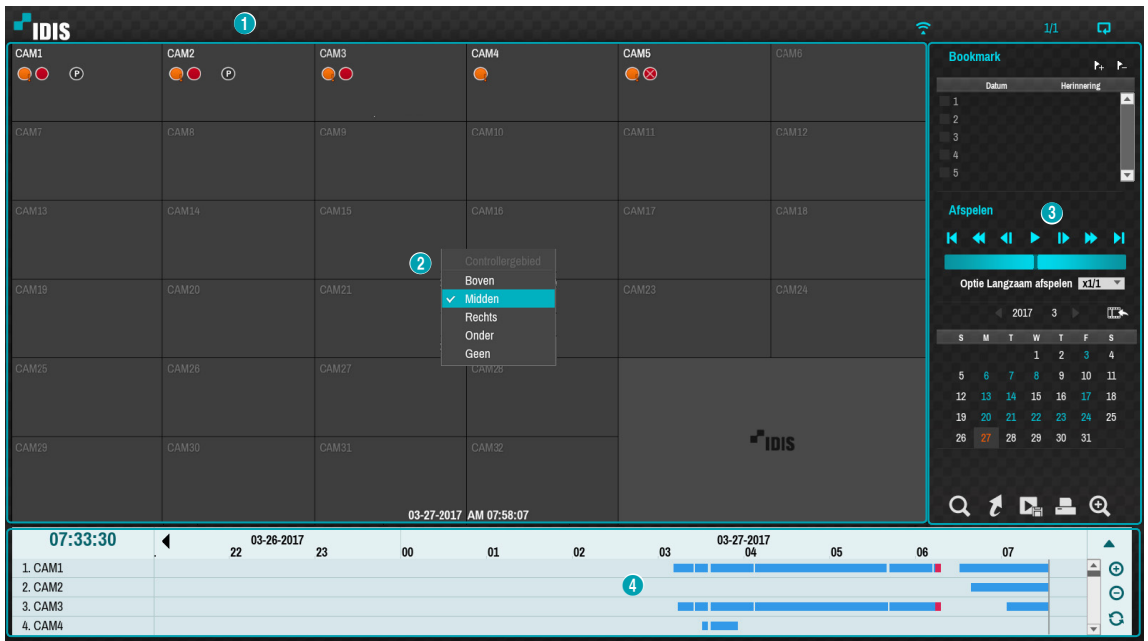 IDIS
1
1/1
CAM1 CAM2 CAM3 CAM4 CAM5 CAM6
P P
CAM7 CAM8 CAM9 CAM10 CAM11 CAM12
CAM13 CAM14 CAM15 CAM16 CAM17 CAM18
CAM19 CAM20 CAM21 CAM23 CAM24
CAM25 CAM26 CAM27 CAM28
CAM29 CAM30 CAM31 CAM32
2
Controllergebied
Boven
Midden
Rechts
Onder
Geen
IDIS
03-27-2017 AM 07:58:07
Bookmark
Datum Herinnering
1
2
3
4
5
Afspelen
3
Optie Langzaam afspelen x1/1
2017 3
S M T W T F S
1 2 3 4
5 6 7 8 9 10 11
12 13 14 15 16 17 18
19 20 21 22 23 24 25
26 27 28 29 30 31
07:33:30 03-26-2017 03-27-2017
22 23 00 01 02 03 04 05 06 07
1. CAM1
2. CAM2
4
3. CAM3
4. CAM4